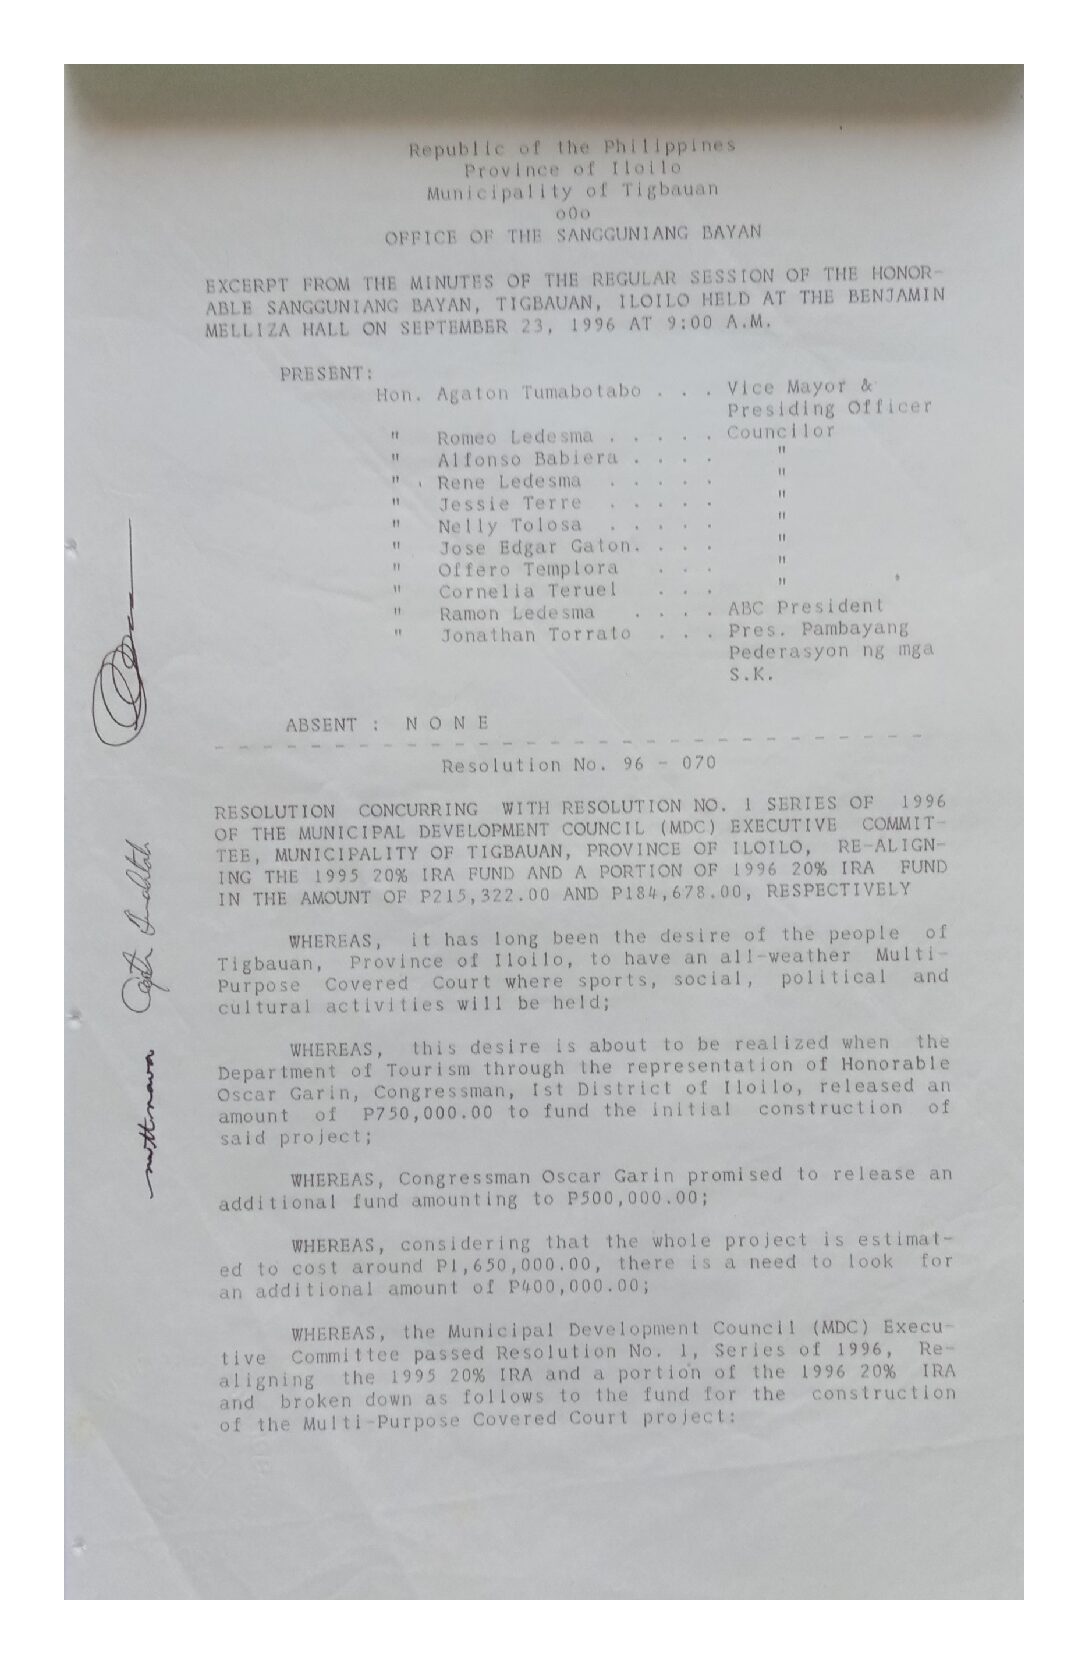 Republic of the Philippines
Province of Iloilo
Municipality of Tigbauan
o0o
OFFICE OF THE SANGGUNIANG BAYAN
EXCERPT FROM THE MINUTES OF THE REGULAR SESSION OF THE HONOR-
ABLE SANGGUNIANG BAYAN, TIGBAUAN, ILOILO HELD AT THE BENJAMIN
MELLIZA HALL ON SEPTEMBER 23, 1996 AT 9:00 A.M.
PRESENT:
Hon. Agaton Tumabotabo . . . Vice Mayor &
Presiding Officer
" Romeo Ledesma . . . . . Councilor
" Alfonso Babiera . . . . "
" Rene Ledesma . . . . . "
" Jessie Terre . . . . . "
" Nelly Tolosa . . . . . "
" Jose Edgar Gaton. . . . "
" Offero Templora . . . "
" Cornelia Teruel . . . "
" Ramon Ledesma . . . . ABC President
" Jonathan Torrato . . . Pres. Pambayang
Pederasyon ng mga
S.K.
ABSENT : N O N E
- - - - - - - - - - - - - - - - - - - - - - - - - - - - - -
Resolution No. 96 - 070
RESOLUTION CONCURRING WITH RESOLUTION NO. 1 SERIES OF 1996
OF THE MUNICIPAL DEVELOPMENT COUNCIL (MDC) EXECUTIVE COMMIT-
TEE, MUNICIPALITY OF TIGBAUAN, PROVINCE OF ILOILO, RE-ALIGN-
ING THE 1995 20% IRA FUND AND A PORTION OF 1996 20% IRA FUND
IN THE AMOUNT OF P215,322.00 AND P184,678.00, RESPECTIVELY
WHEREAS, it has long been the desire of the people of
Tigbauan, Province of Iloilo, to have an all-weather Multi-
Purpose Covered Court where sports, social, political and
cultural activities will be held;
WHEREAS, this desire is about to be realized when the
Department of Tourism through the representation of Honorable
Oscar Garin, Congressman, Ist District of Iloilo, released an
amount of P750,000.00 to fund the initial construction of
said project;
WHEREAS, Congressman Oscar Garin promised to release an
additional fund amounting to P500,000.00;
WHEREAS, considering that the whole project is estimat-
ed to cost around P1,650,000.00, there is a need to look for
an additional amount of P400,000.00;
WHEREAS, the Municipal Development Council (MDC) Execu-
tive Committee passed Resolution No. 1, Series of 1996, Re-
aligning the 1995 20% IRA and a portion of the 1996 20% IRA
and broken down as follows to the fund for the construction
of the Multi-Purpose Covered Court project: